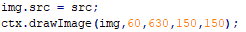 img.src = src;
ctx.drawImage(img,60,630,150,150);